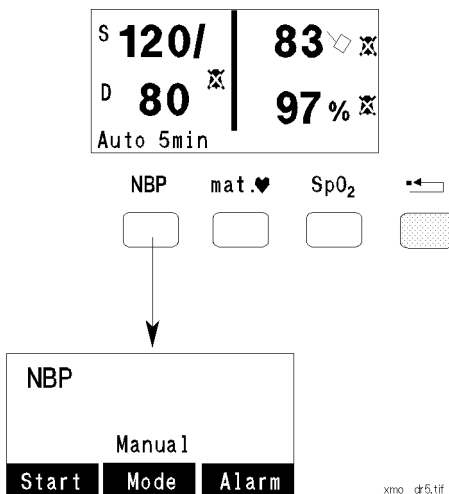 S 120/ 83
D 80 97 %
Auto 5min
NBP mat.♥ SpO₂
NBP
Manual
Start Mode Alarm
xmo dr5.tif